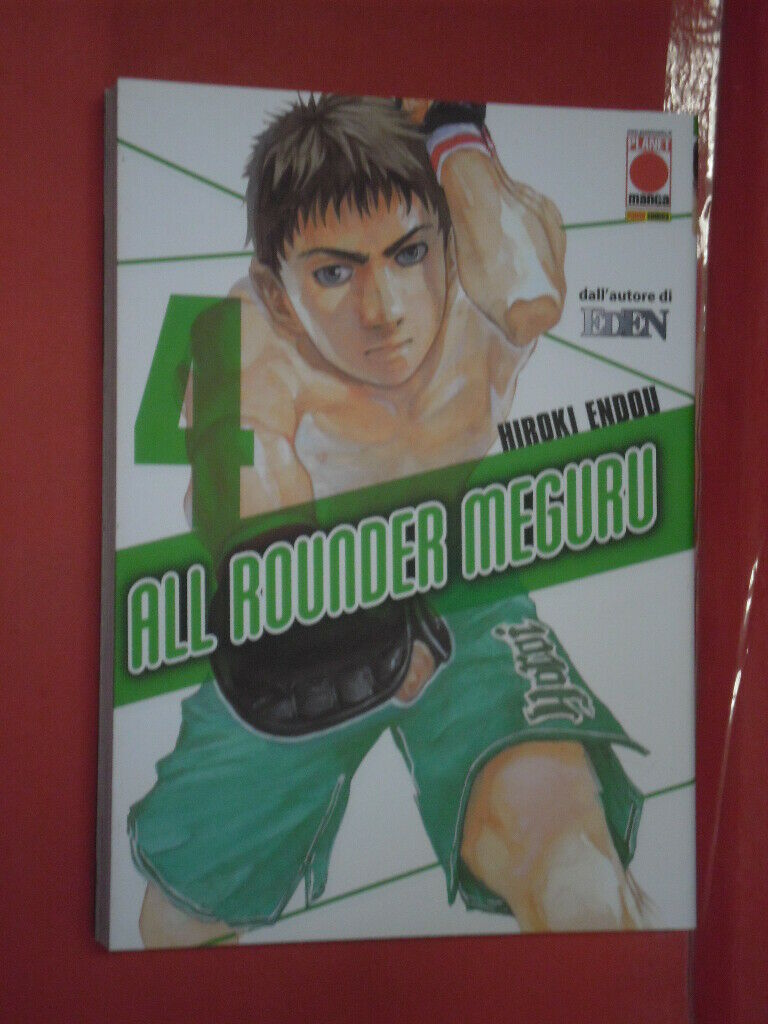 PLANET
manga
dall'autore di
EDEN
4
HIROKI ENDOU
ALL ROUNDER MEGURU